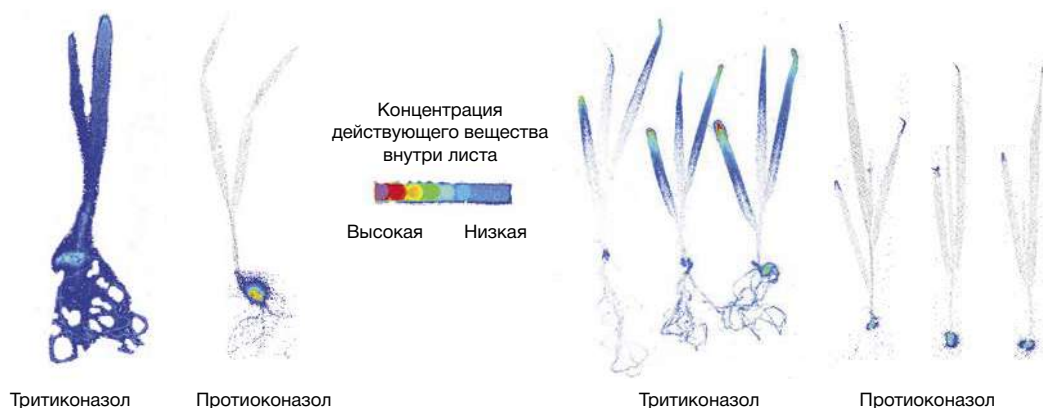 Концентрация
действующего вещества
внутри листа
Высокая Низкая
Тритиконазол Протиоконазол Тритиконазол Протиоконазол